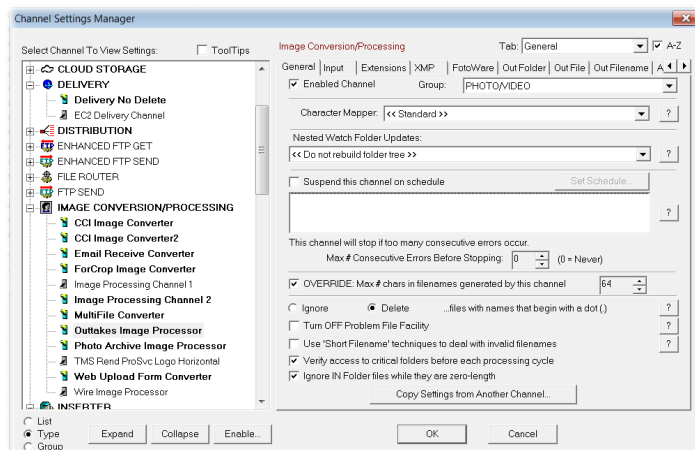 Channel Settings Manager
Select Channel To View Settings:
ToolTips
CLOUD STORAGE
DELIVERY
Delivery No Delete
EC2 Delivery Channel
DISTRIBUTION
ENHANCED FTP GET
ENHANCED FTP SEND
FILE ROUTER
FTP SEND
IMAGE CONVERSION/PROCESSING
CCI Image Converter
CCI Image Converter2
Email Receive Converter
ForCrop Image Converter
Image Processing Channel 1
Image Processing Channel 2
MultiFile Converter
Outtakes Image Processor
Photo Archive Image Processor
TMS Rend ProSvc Logo Horizontal
Web Upload Form Converter
Wire Image Processor
INSERTER
List
Type
Group
Expand Collapse Enable...
Image Conversion/Processing Tab: General A-Z
General Input Extensions XMP FotoWare Out Folder Out File Out Filename A
Enabled Channel Group: PHOTO/VIDEO
Character Mapper: << Standard >> ?
Nested Watch Folder Updates:
<< Do not rebuild folder tree >> ?
Suspend this channel on schedule Set Schedule...
?
This channel will stop if too many consecutive errors occur.
Max # Consecutive Errors Before Stopping: 0 (0 = Never)
OVERRIDE: Max # chars in filenames generated by this channel 64
Ignore Delete ...files with names that begin with a dot (.) ?
Turn OFF Problem File Facility ?
Use 'Short Filename' techniques to deal with invalid filenames ?
Verify access to critical folders before each processing cycle
Ignore IN Folder files while they are zero-length
Copy Settings from Another Channel...
OK Cancel